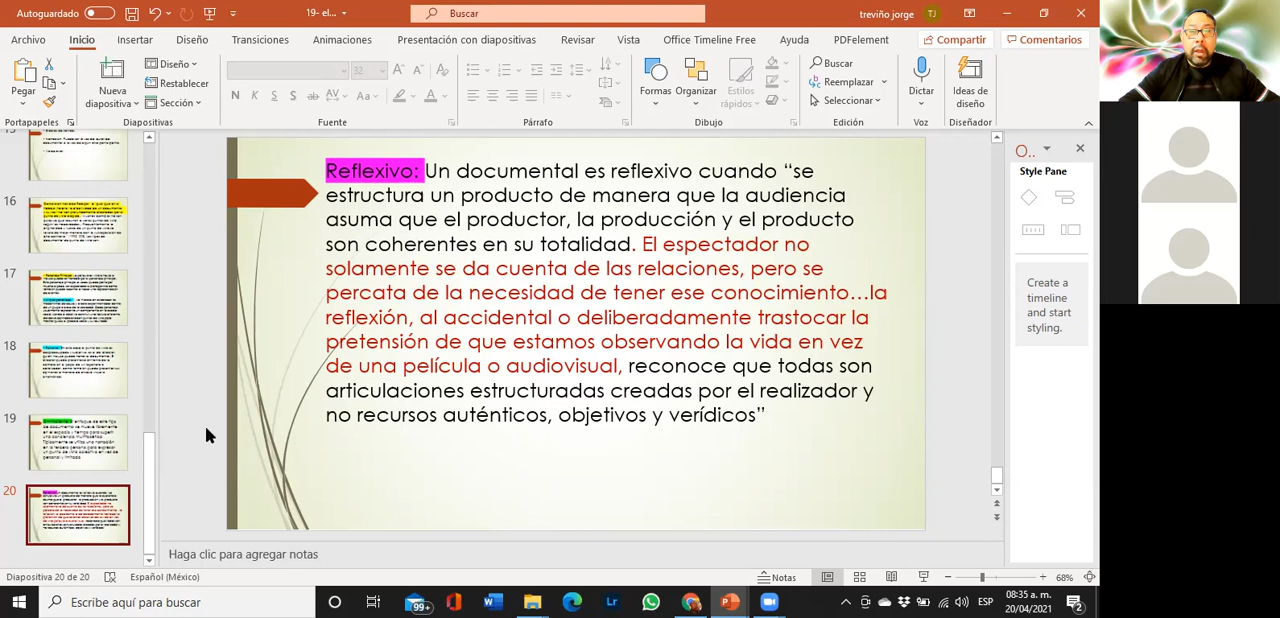 Autoguardado
19- el...
Buscar
treviño jorge
TJ
Archivo
Inicio
Insertar
Diseño
Transiciones
Animaciones
Presentación con diapositivas
Revisar
Vista
Office Timeline Free
Ayuda
PDFelement
Compartir
Comentarios
Pegar
Nueva
diapositiva
Diseño
Restablecer
Sección
32
N K S S ab AV Aa A
Formas
Organizar
Estilos
rápidos
Buscar
Reemplazar
Seleccionar
Dictar
Ideas de
diseño
Portapapeles
Diapositivas
Fuente
Párrafo
Dibujo
Edición
Voz
Diseñador
16
17
18
19
20
Reflexivo: Un documental es reflexivo cuando “se
estructura un producto de manera que la audiencia
asuma que el productor, la producción y el producto
son coherentes en su totalidad. El espectador no
solamente se da cuenta de las relaciones, pero se
percata de la necesidad de tener ese conocimiento…la
reflexión, al accidental o deliberadamente trastocar la
pretensión de que estamos observando la vida en vez
de una película o audiovisual, reconoce que todas son
articulaciones estructuradas creadas por el realizador y
no recursos auténticos, objetivos y verídicos”
O...
Style Pane
Create a
timeline
and start
styling.
Haga clic para agregar notas
Diapositiva 20 de 20
Español (México)
Notas
68%
Escribe aquí para buscar
99+
Lr
ESP
08:35 a. m.
20/04/2021
2